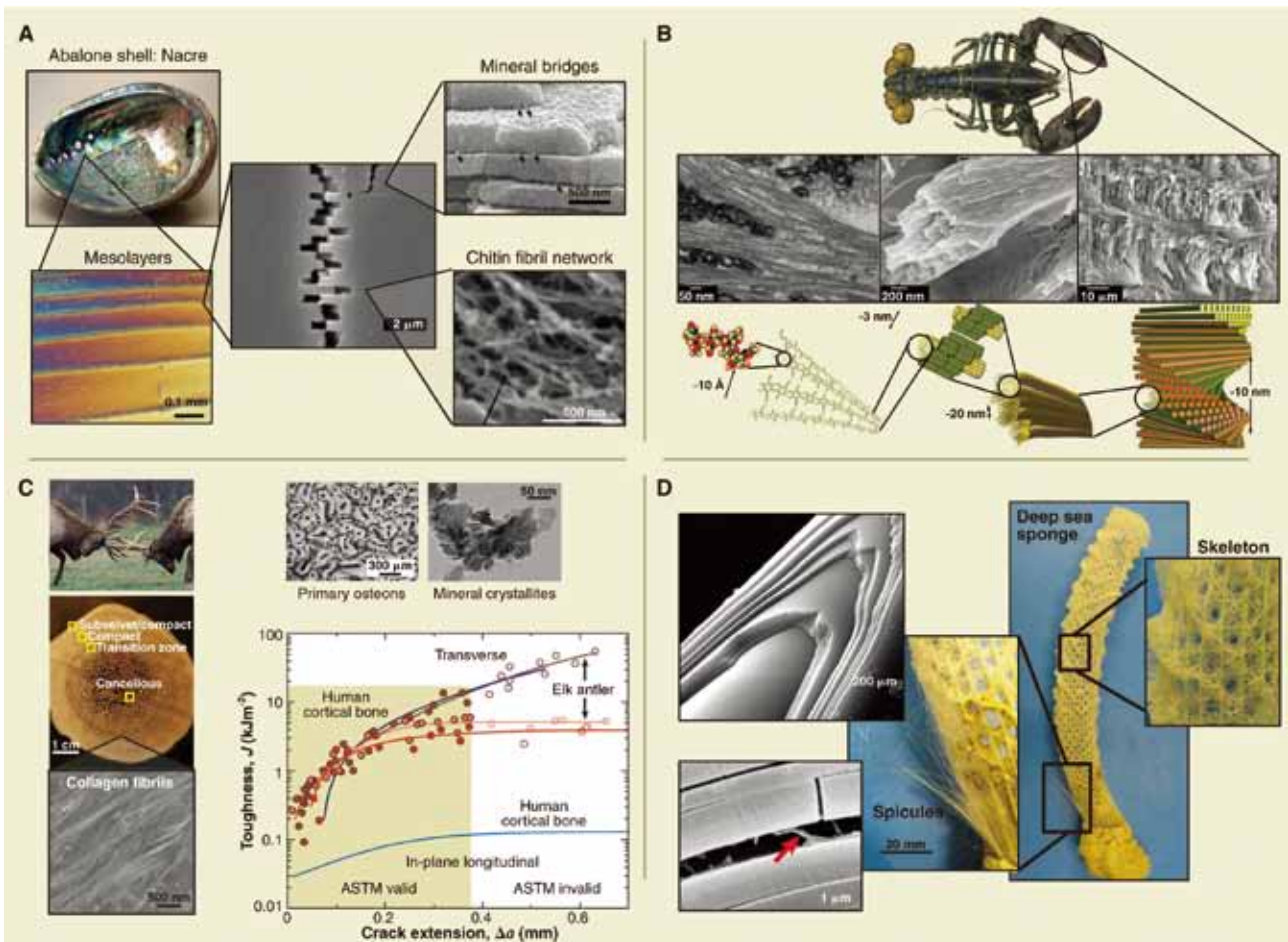 A
Abalone shell: Nacre
Mineral bridges
500 nm
Mesolayers
0.1 mm
2 μm
Chitin fibril network
500 nm
B
50 nm
200 nm
10 μm
~3 nm
~10 Å
~20 nm
~10 nm
C
Subvelvet/compact
Compact
Transition zone
Cancellous
1 cm
Collagen fibrils
500 nm
300 μm
Primary osteons
50 nm
Mineral crystallites
Toughness, J (kJm⁻²)
100
10
1
0.1
0.01
Transverse
Human
cortical bone
Elk antler
Human
cortical bone
In-plane longitudinal
ASTM valid
ASTM invalid
0
0.2
0.4
0.6
Crack extension, Δa (mm)
D
Deep sea
sponge
Skeleton
200 μm
Spicules
20 mm
1 μm